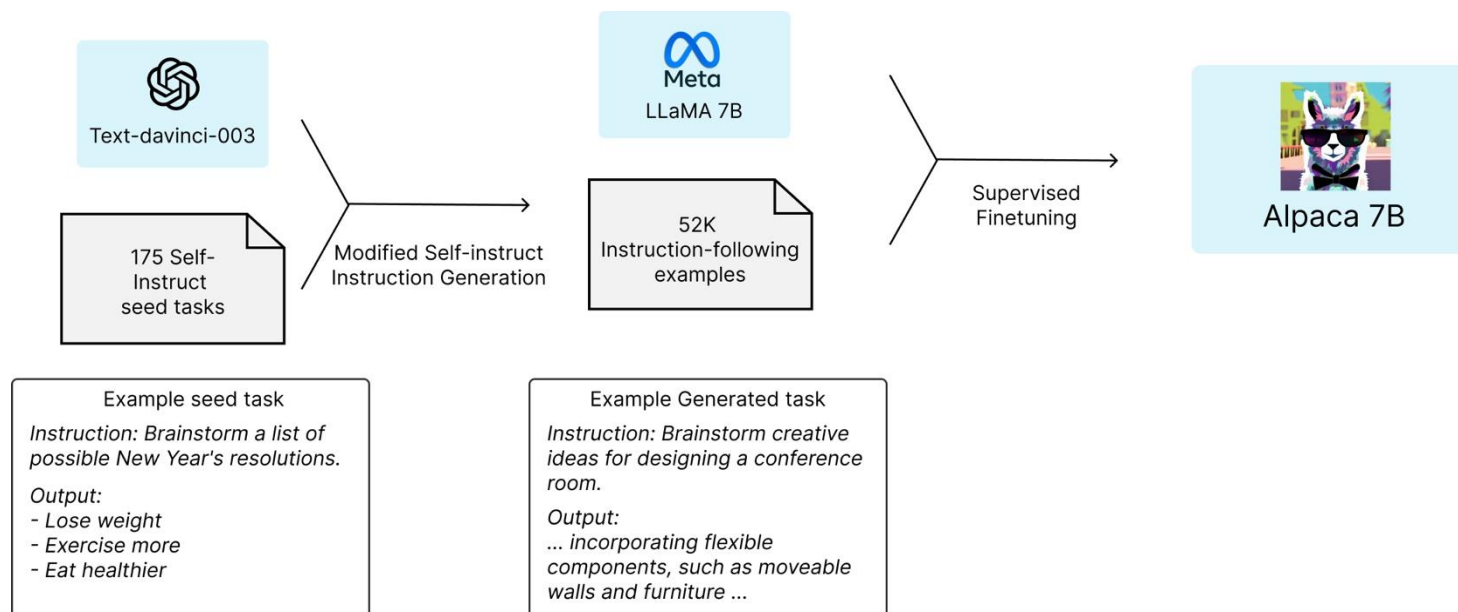 Text-davinci-003
175 Self-
Instruct
seed tasks
Modified Self-instruct
Instruction Generation
Meta
LLaMA 7B
52K
Instruction-following
examples
Supervised
Finetuning
Alpaca 7B
Example seed task
Instruction: Brainstorm a list of
possible New Year's resolutions.
Output:
- Lose weight
- Exercise more
- Eat healthier
Example Generated task
Instruction: Brainstorm creative
ideas for designing a conference
room.
Output:
... incorporating flexible
components, such as moveable
walls and furniture ...